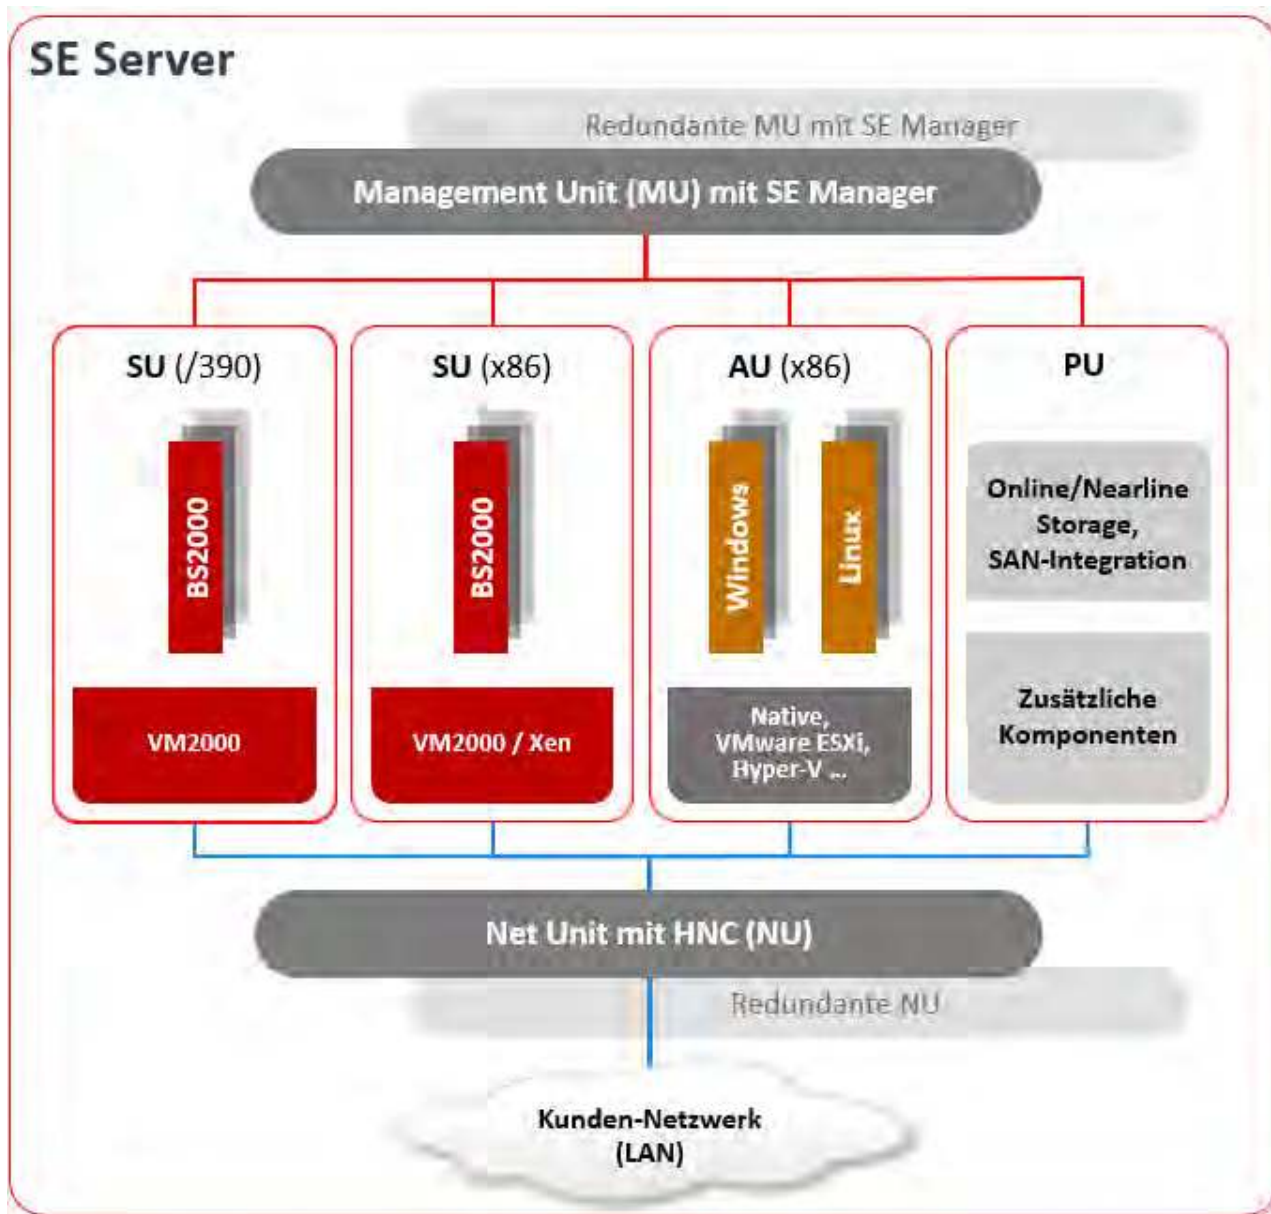 SE Server
Redundante MU mit SE Manager
Management Unit (MU) mit SE Manager
SU (/390)
BS2000
VM2000
SU (x86)
BS2000
VM2000 / Xen
AU (x86)
Windows
Linux
Native,
VMware ESXi,
Hyper-V ...
PU
Online/Nearline
Storage,
SAN-Integration
Zusätzliche
Komponenten
Net Unit mit HNC (NU)
Redundante NU
Kunden-Netzwerk
(LAN)